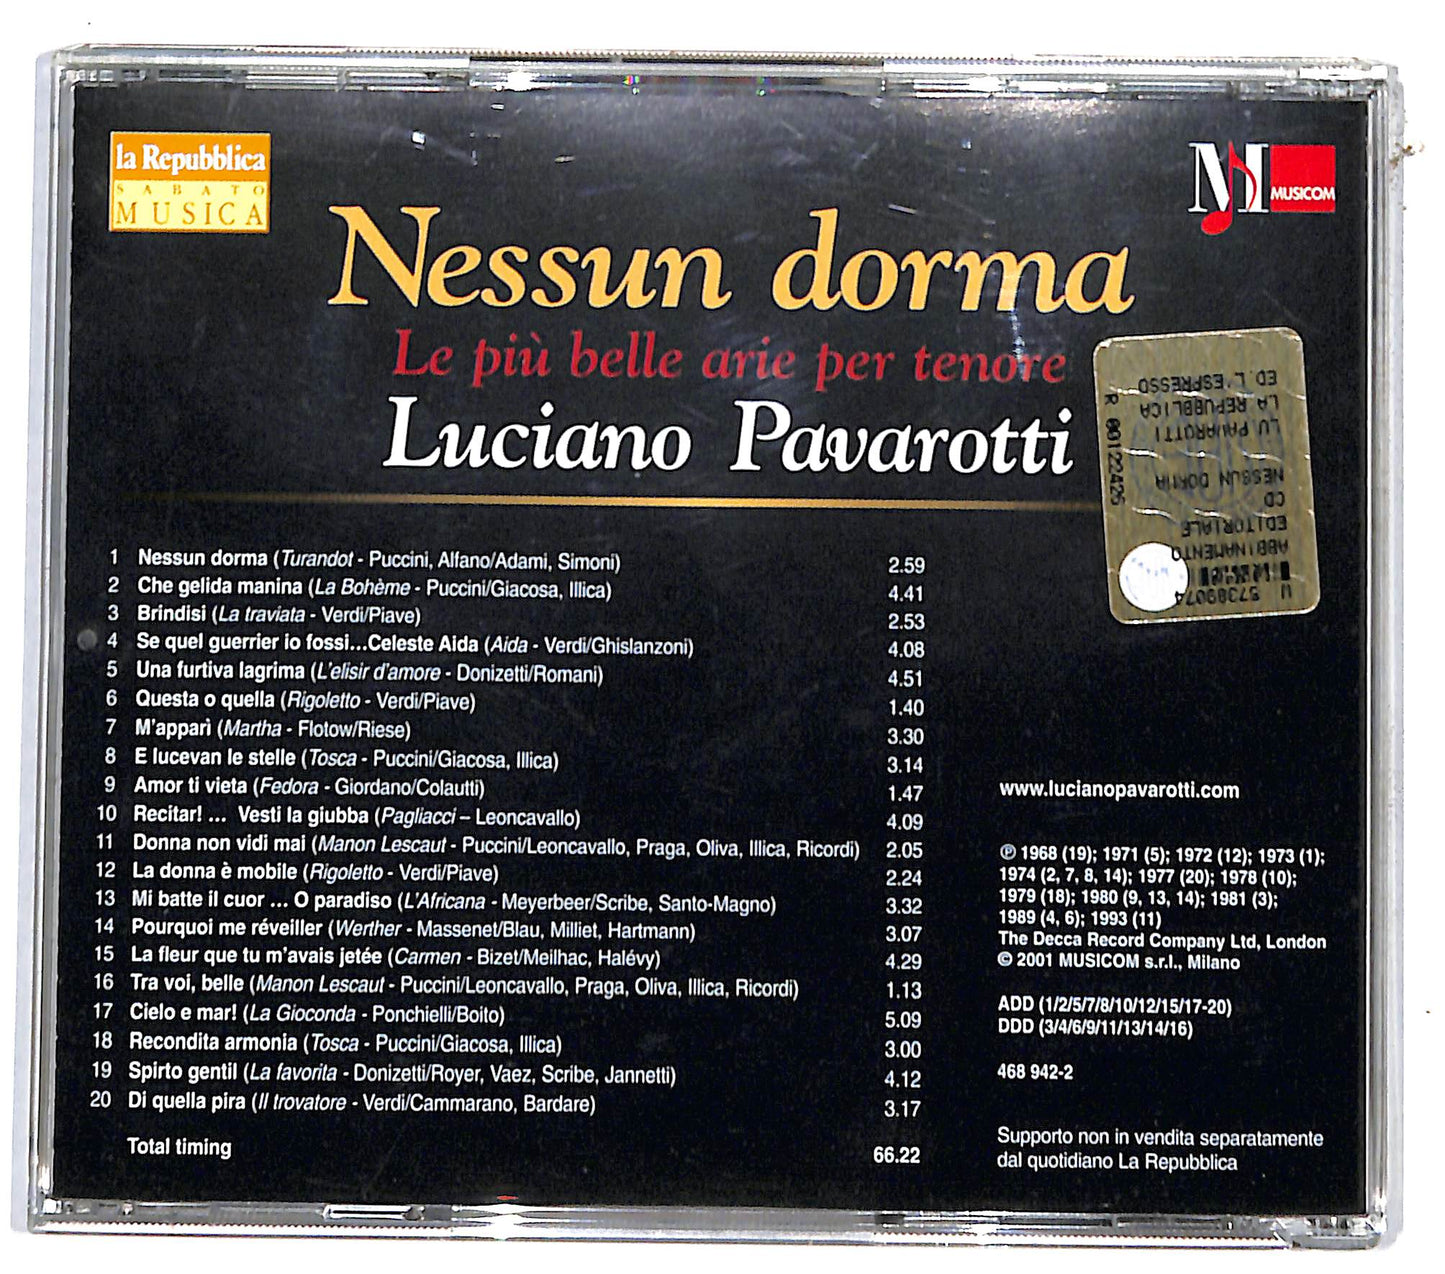 la Repubblica
SABATO
MUSICA
M MUSICOM
Nessun dorma
Le più belle arie per tenore
Luciano Pavarotti
1 Nessun dorma (Turandot - Puccini, Alfano/Adami, Simoni) 2.59
2 Che gelida manina (La Bohème - Puccini/Giacosa, Illica) 4.41
3 Brindisi (La traviata - Verdi/Piave) 2.53
4 Se quel guerrier io fossi...Celeste Aida (Aida - Verdi/Ghislanzoni) 4.08
5 Una furtiva lagrima (L'elisir d'amore - Donizetti/Romani) 4.51
6 Questa o quella (Rigoletto - Verdi/Piave) 1.40
7 M'apparì (Martha - Flotow/Riese) 3.30
8 E lucevan le stelle (Tosca - Puccini/Giacosa, Illica) 3.14
9 Amor ti vieta (Fedora - Giordano/Colautti) 1.47
10 Recitar! ... Vesti la giubba (Pagliacci – Leoncavallo) 4.09
11 Donna non vidi mai (Manon Lescaut - Puccini/Leoncavallo, Praga, Oliva, Illica, Ricordi) 2.05
12 La donna è mobile (Rigoletto - Verdi/Piave) 2.24
13 Mi batte il cuor ... O paradiso (L'Africana - Meyerbeer/Scribe, Santo-Magno) 3.32
14 Pourquoi me réveiller (Werther - Massenet/Blau, Milliet, Hartmann) 3.07
15 La fleur que tu m'avais jetée (Carmen - Bizet/Meilhac, Halévy) 4.29
16 Tra voi, belle (Manon Lescaut - Puccini/Leoncavallo, Praga, Oliva, Illica, Ricordi) 1.13
17 Cielo e mar! (La Gioconda - Ponchielli/Boito) 5.09
18 Recondita armonia (Tosca - Puccini/Giacosa, Illica) 3.00
19 Spirto gentil (La favorita - Donizetti/Royer, Vaez, Scribe, Jannetti) 4.12
20 Di quella pira (Il trovatore - Verdi/Cammarano, Bardare) 3.17
Total timing 66.22
U 57389074
ABBINAMENTO
EDITORIALE
CD
NESSUN DORMA
LU.PAVAROTTI
LA REPUBBLICA
ED.L'ESPRESSO
R 00122426
www.lucianopavarotti.com
℗ 1968 (19); 1971 (5); 1972 (12); 1973 (1);
1974 (2, 7, 8, 14); 1977 (20); 1978 (10);
1979 (18); 1980 (9, 13, 14); 1981 (3);
1989 (4, 6); 1993 (11)
The Decca Record Company Ltd, London
© 2001 MUSICOM s.r.l., Milano
ADD (1/2/5/7/8/10/12/15/17-20)
DDD (3/4/6/9/11/13/14/16)
468 942-2
Supporto non in vendita separatamente
dal quotidiano La Repubblica